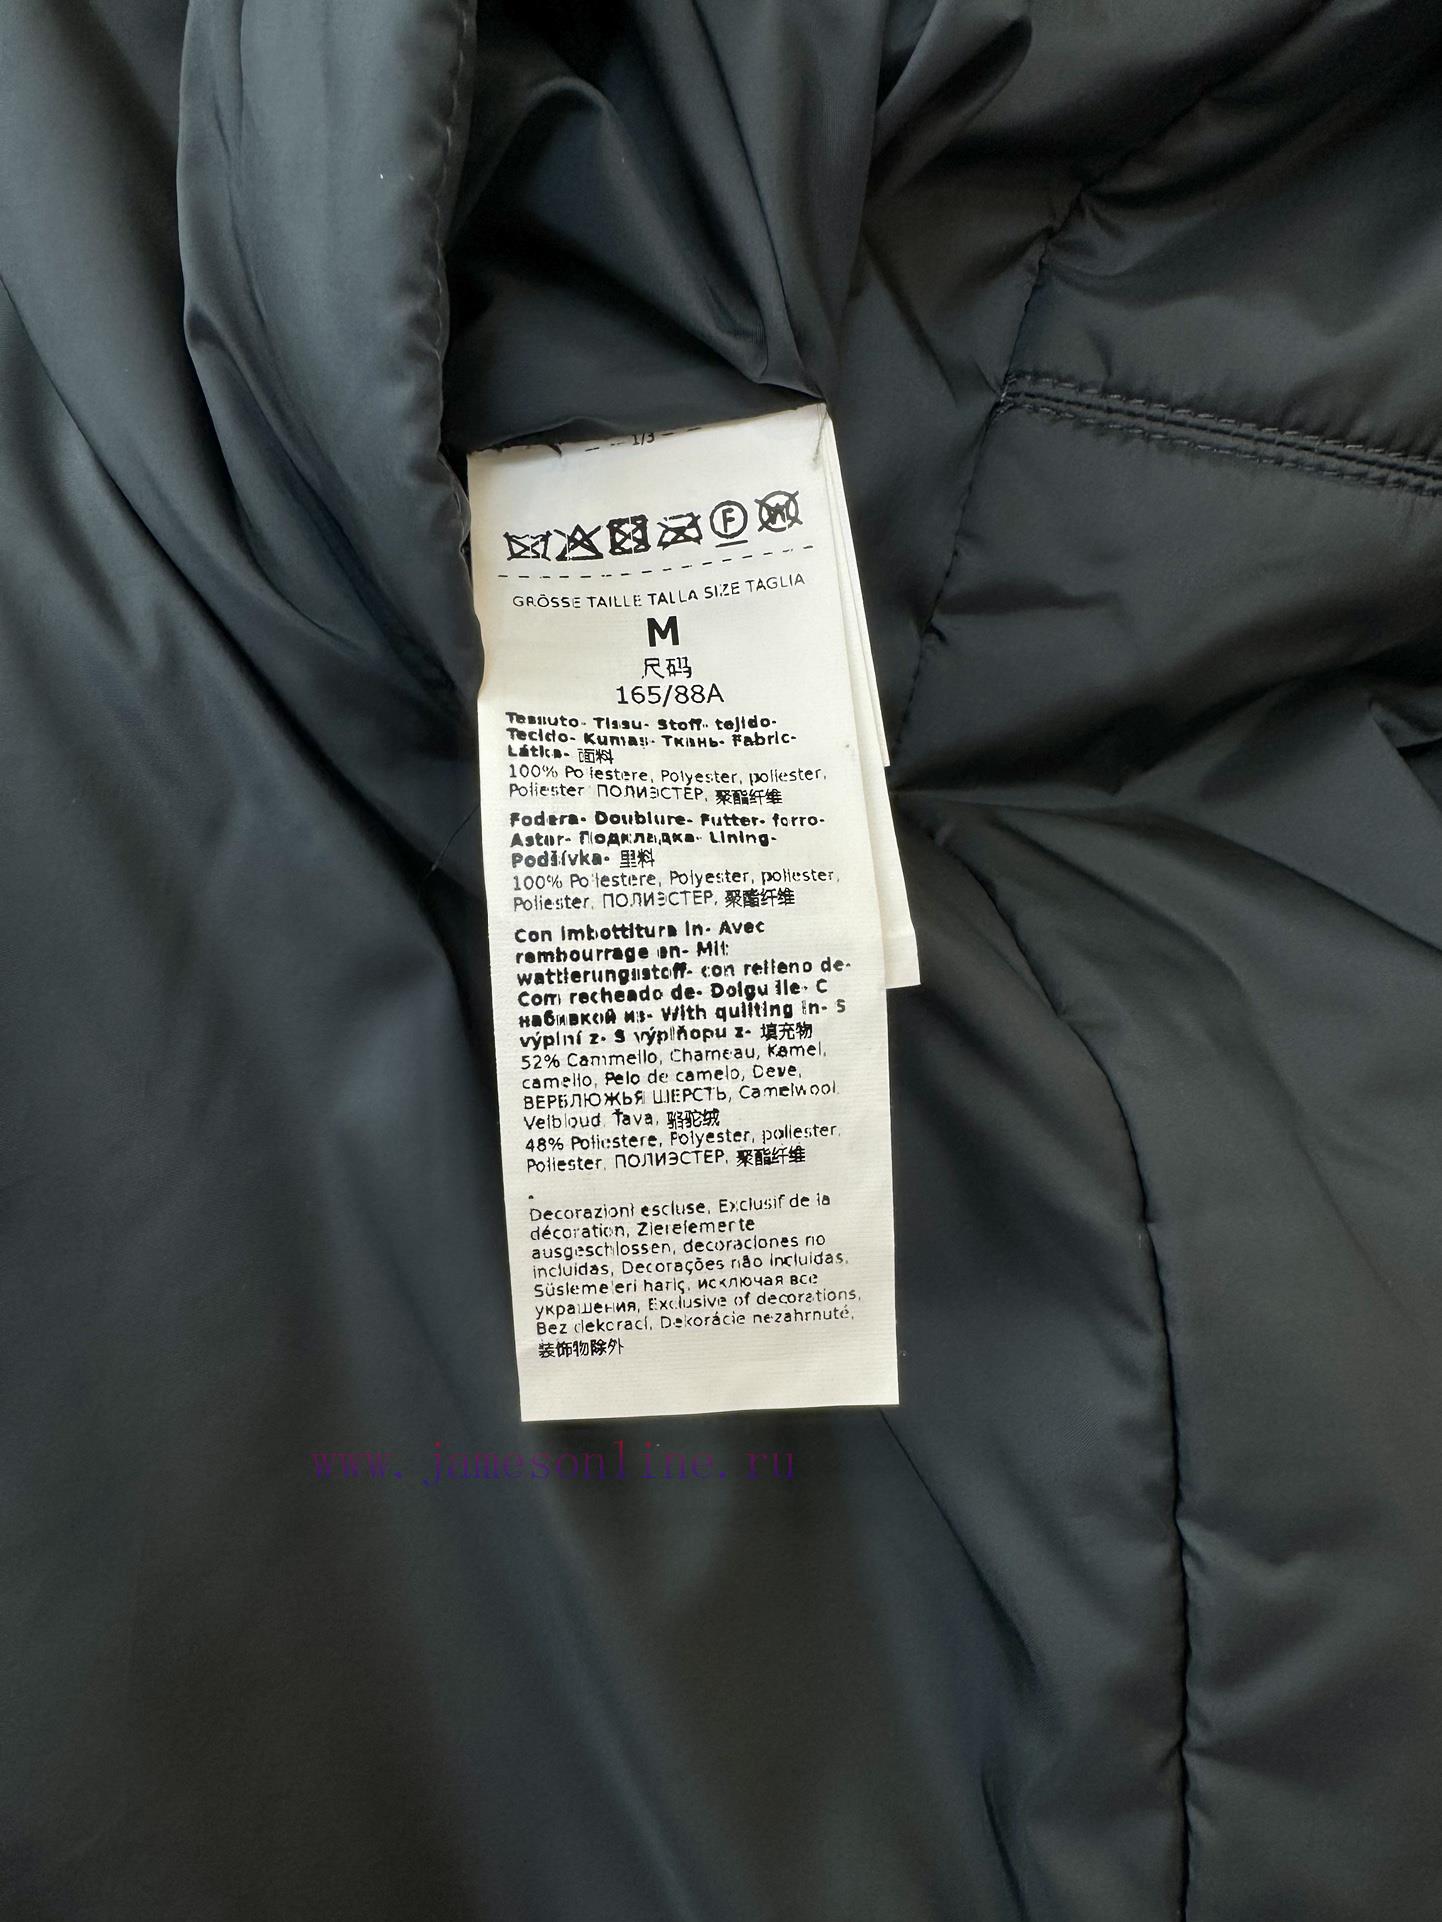 1/3
F
GRÖSSE TAILLE TALLA SIZE TAGLIA
M
尺码
165/88A
Tessuto- Tissu- Stoff- tejido-
Tecido- Kumaş- Ткань- Fabric-
Látka- 面料
100% Poliestere, Polyester, poliester,
Poliester ПОЛИЭСТЕР, 聚酯纤维
Fodera- Doublure- Futter- forro-
Astar- Подкладка- Lining-
Podšívka- 里料
100% Poliestere, Polyester, poliester,
Poliester, ПОЛИЭСТЕР, 聚酯纤维
Con imbottitura in- Avec
rembourrage en- Mit
wattierungsstoff- con relleno de-
Com recheado de- Dolgu ile- С
набивкой из- With quilting in- S
výplní z- S výplňopu z- 填充物
52% Cammello, Chameau, Kamel,
camello, Pelo de camelo, Deve,
ВЕРБЛЮЖЬЯ ШЕРСТЬ, Camelwool,
Velbloud, Ťava, 骆驼绒
48% Poliestere, Polyester, poliester,
Poliester, ПОЛИЭСТЕР, 聚酯纤维
.
Decorazioni escluse, Exclusif de la
décoration, Zierelemente
ausgeschlossen, decoraciones no
incluidas, Decorações não incluidas,
Süslemeleri hariç, исключая все
украшения, Exclusive of decorations,
Bez dekorací, Dekorácie nezahrnuté,
装饰物除外
www.jamesonline.ru